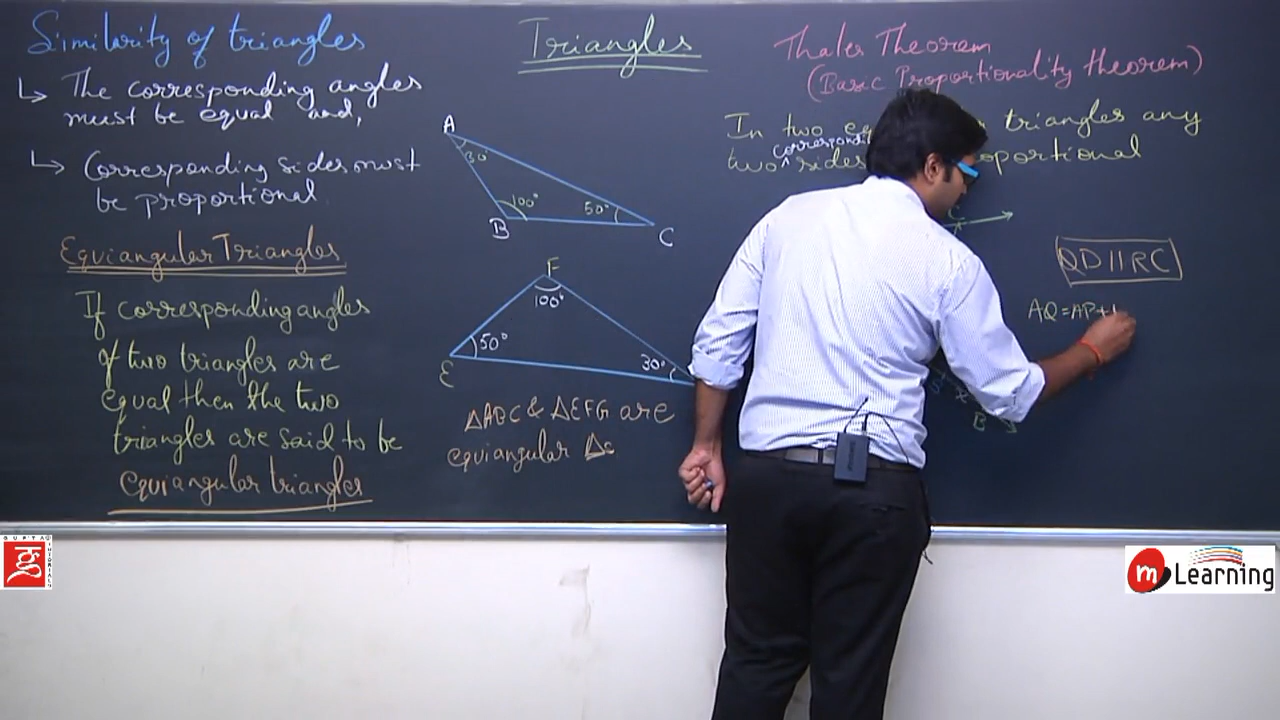 Similarity of triangles
↳ The corresponding angles
must be equal and,
↳ Corresponding sides must
be proportional
Equiangular Triangles
If corresponding angles
of two triangles are
equal then the two
triangles are said to be
equiangular triangles
Triangles
A
30°
B
100°
50°
C
F
100°
E
50°
30°
ΔABC & ΔEFG are
equiangular Δs
Thales Theorem
(Basic Proportionality theorem)
In two triangles any
corresponding
two sides
C
QD || RC
AQ = AP +
B
GUPTA
TUTORIALS
m Learning